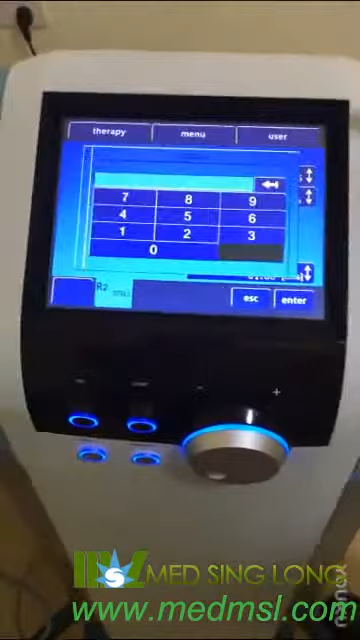 therapy menu user
7 8 9
4 5 6
1 2 3
0
R2
esc enter
- +
MSL MED SING LONG
www.medmsl.com